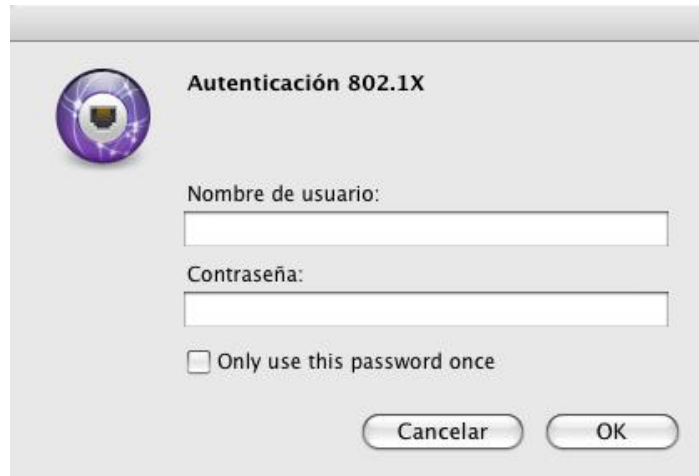 Autenticación 802.1X
Nombre de usuario:
Contraseña:
Only use this password once
Cancelar
OK